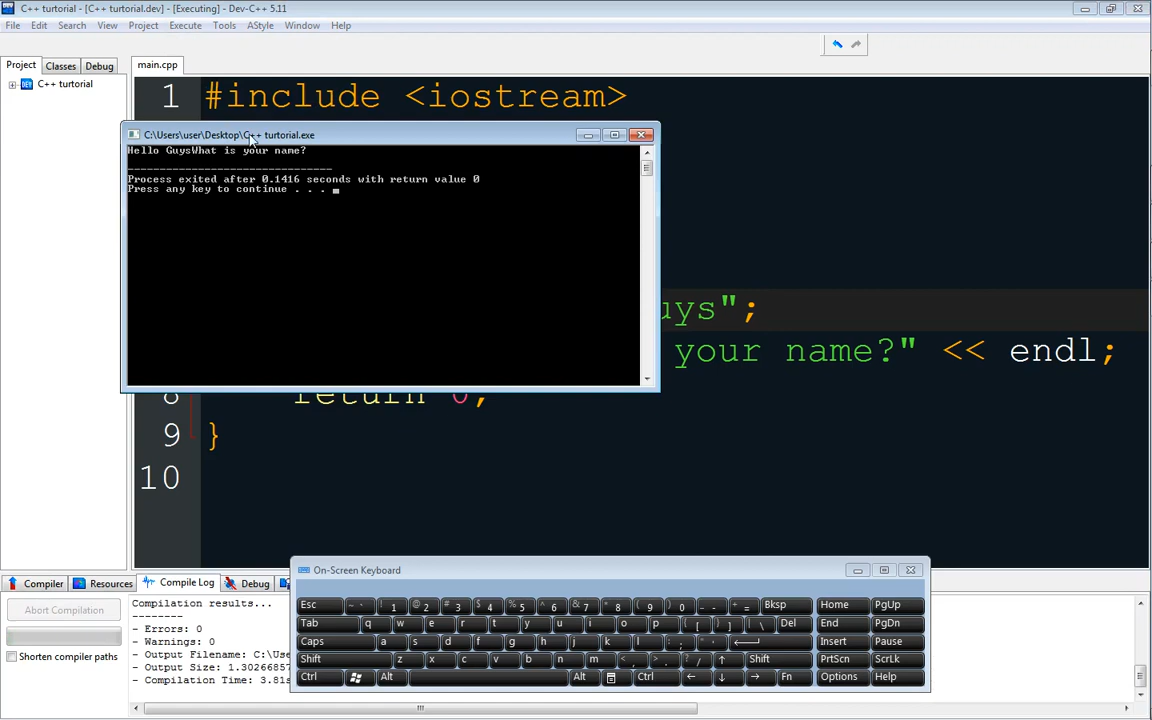 C++ turtorial - [C++ turtorial.dev] - [Executing] - Dev-C++ 5.11
File Edit Search View Project Execute Tools AStyle Window Help
Project Classes Debug
main.cpp
C++ turtorial
1 #include <iostream>
C:\Users\user\Desktop\C++ turtorial.exe
Hello GuysWhat is your name?
--------------------------------
Process exited after 0.1416 seconds with return value 0
Press any key to continue . . .
uys";
your name?" << endl;
8 return 0;
9 }
10
On-Screen Keyboard
Esc ~ ` ! 1 @ 2 # 3 $ 4 % 5 ^ 6 & 7 * 8 ( 9 ) 0 _ - + = Bksp Home PgUp
Tab q w e r t y u i o p { [ } ] | \ Del End PgDn
Caps a s d f g h j k l : ; " ' Insert Pause
Shift z x c v b n m < , > . ? / ↑ Shift PrtScn ScrLk
Ctrl Alt Alt Ctrl ← ↓ → Fn Options Help
Compiler Resources Compile Log Debug
Abort Compilation
Shorten compiler paths
Compilation results...
--------
- Errors: 0
- Warnings: 0
- Output Filename: C:\Use
- Output Size: 1.30266857
- Compilation Time: 3.81s